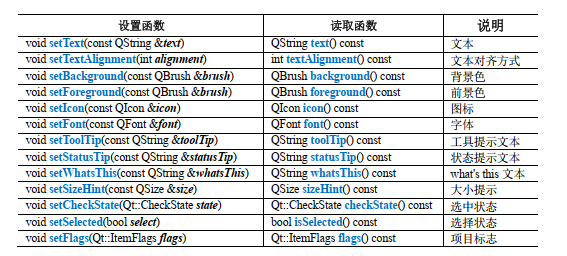 设置函数 读取函数 说明
void setText(const QString &text) QString text() const 文本
void setTextAlignment(int alignment) int textAlignment() const 文本对齐方式
void setBackground(const QBrush &brush) QBrush background() const 背景色
void setForeground(const QBrush &brush) QBrush foreground() const 前景色
void setIcon(const QIcon &icon) QIcon icon() const 图标
void setFont(const QFont &font) QFont font() const 字体
void setToolTip(const QString &toolTip) QString toolTip() const 工具提示文本
void setStatusTip(const QString &statusTip) QString statusTip() const 状态提示文本
void setWhatsThis(const QString &whatsThis) QString whatsThis() const what's this 文本
void setSizeHint(const QSize &size) QSize sizeHint() const 大小提示
void setCheckState(Qt::CheckState state) Qt::CheckState checkState() const 选中状态
void setSelected(bool select) bool isSelected() const 选择状态
void setFlags(Qt::ItemFlags flags) Qt::ItemFlags flags() const 项目标志